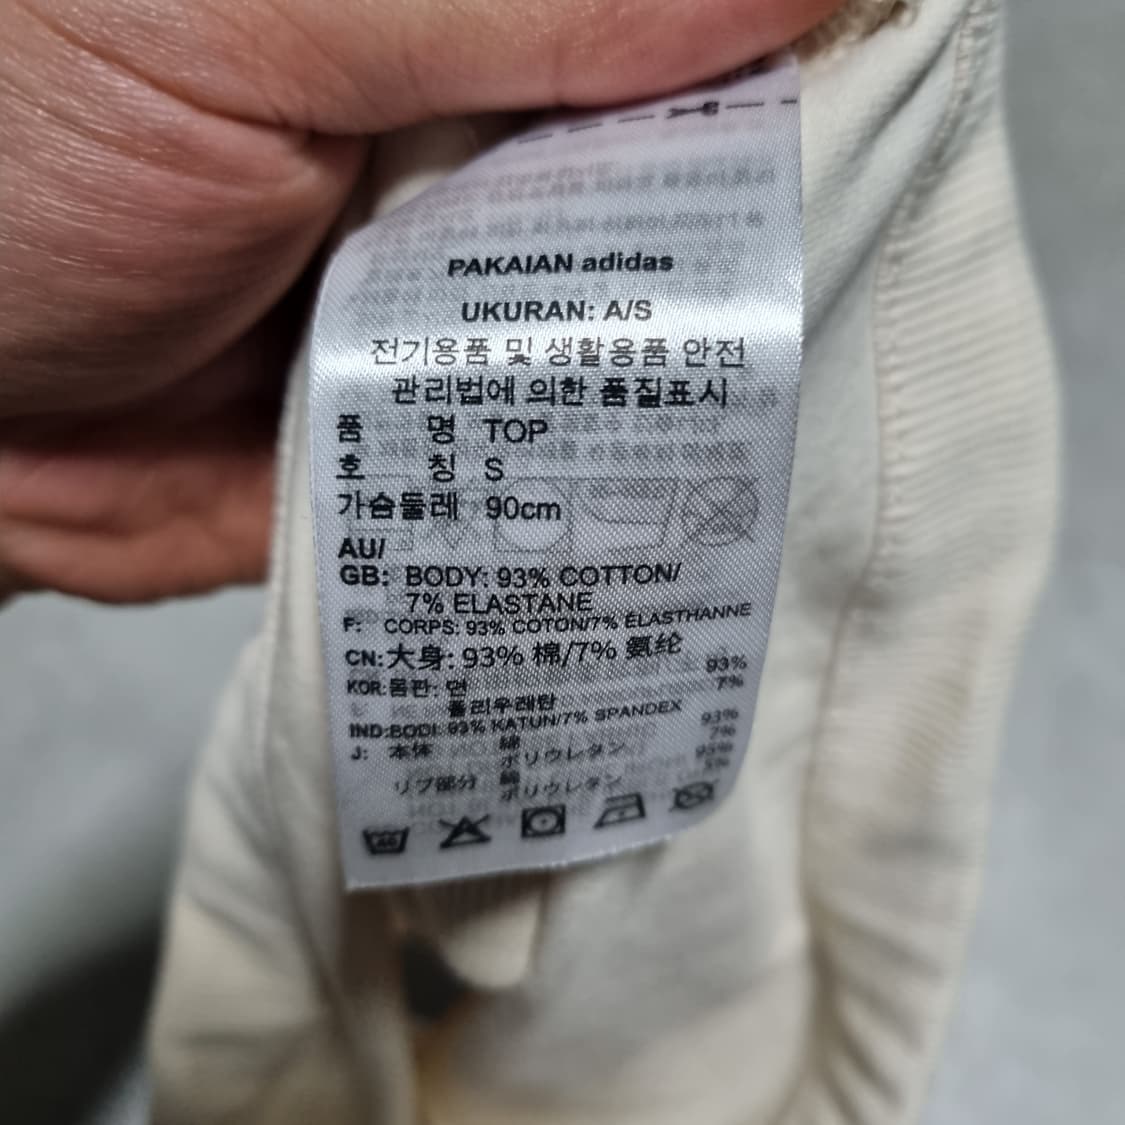 PAKAIAN adidas
UKURAN: A/S
전기용품 및 생활용품 안전
관리법에 의한 품질표시
품 명 TOP
호 칭 S
가슴둘레 90cm
AU/
GB: BODY: 93% COTTON/
7% ELASTANE
F: CORPS: 93% COTON/7% ÉLASTHANNE
CN: 大身: 93% 棉/7% 氨纶
KOR: 몸판: 면 93%
폴리우레탄 7%
IND:BODI: 93% KATUN/7% SPANDEX
J: 本体 綿 93%
ポリウレタン 7%
リブ部分 綿 95%
ポリウレタン 5%
40